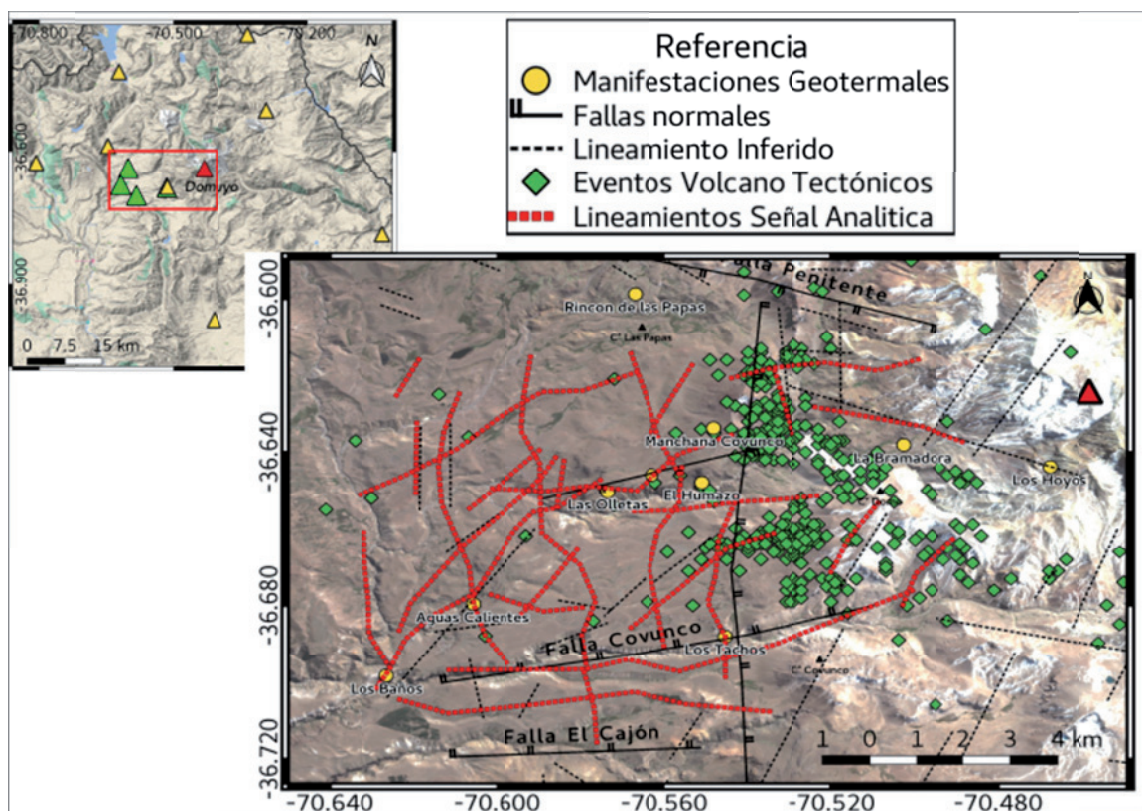 -70.800 -70.500 -70.200
N
-36.600
Domuyo
-36.900
0 7,5 15 km
Referencia
Manifestaciones Geotermales
Fallas normales
Lineamiento Inferido
Eventos Volcano Tectónicos
Lineamientos Señal Analitica
-36.600
Falla Penitente
N
Rincon de las Papas
C° Las Papas
-36.640
Manchana Covunco
La Bramadora
Los Hoyos
El Humazo
Las Olletas
-36.680
Aguas Calientes
Falla Covunco
Los Tachos
C° Covunco
Los Baños
-36.720
Falla El Cajón
1 0 1 2 3 4 km
-70.640 -70.600 -70.560 -70.520 -70.480